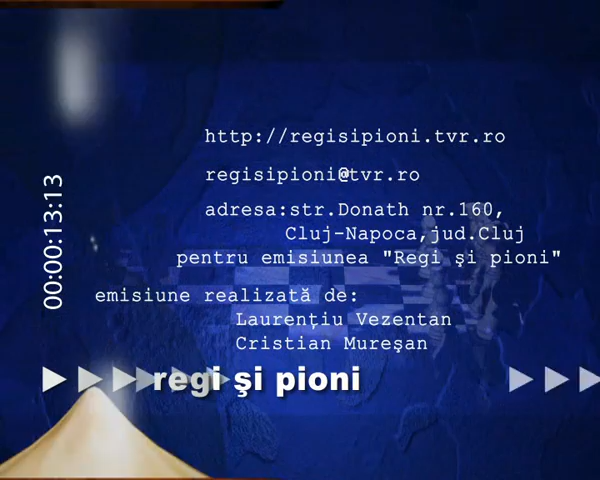 http://regisipioni.tvr.ro
regisipioni@tvr.ro
adresa:str.Donath nr.160,
Cluj-Napoca,jud.Cluj
pentru emisiunea "Regi şi pioni"
00:00:13:13
emisiune realizată de:
Laurenţiu Vezentan
Cristian Mureşan
regi şi pioni